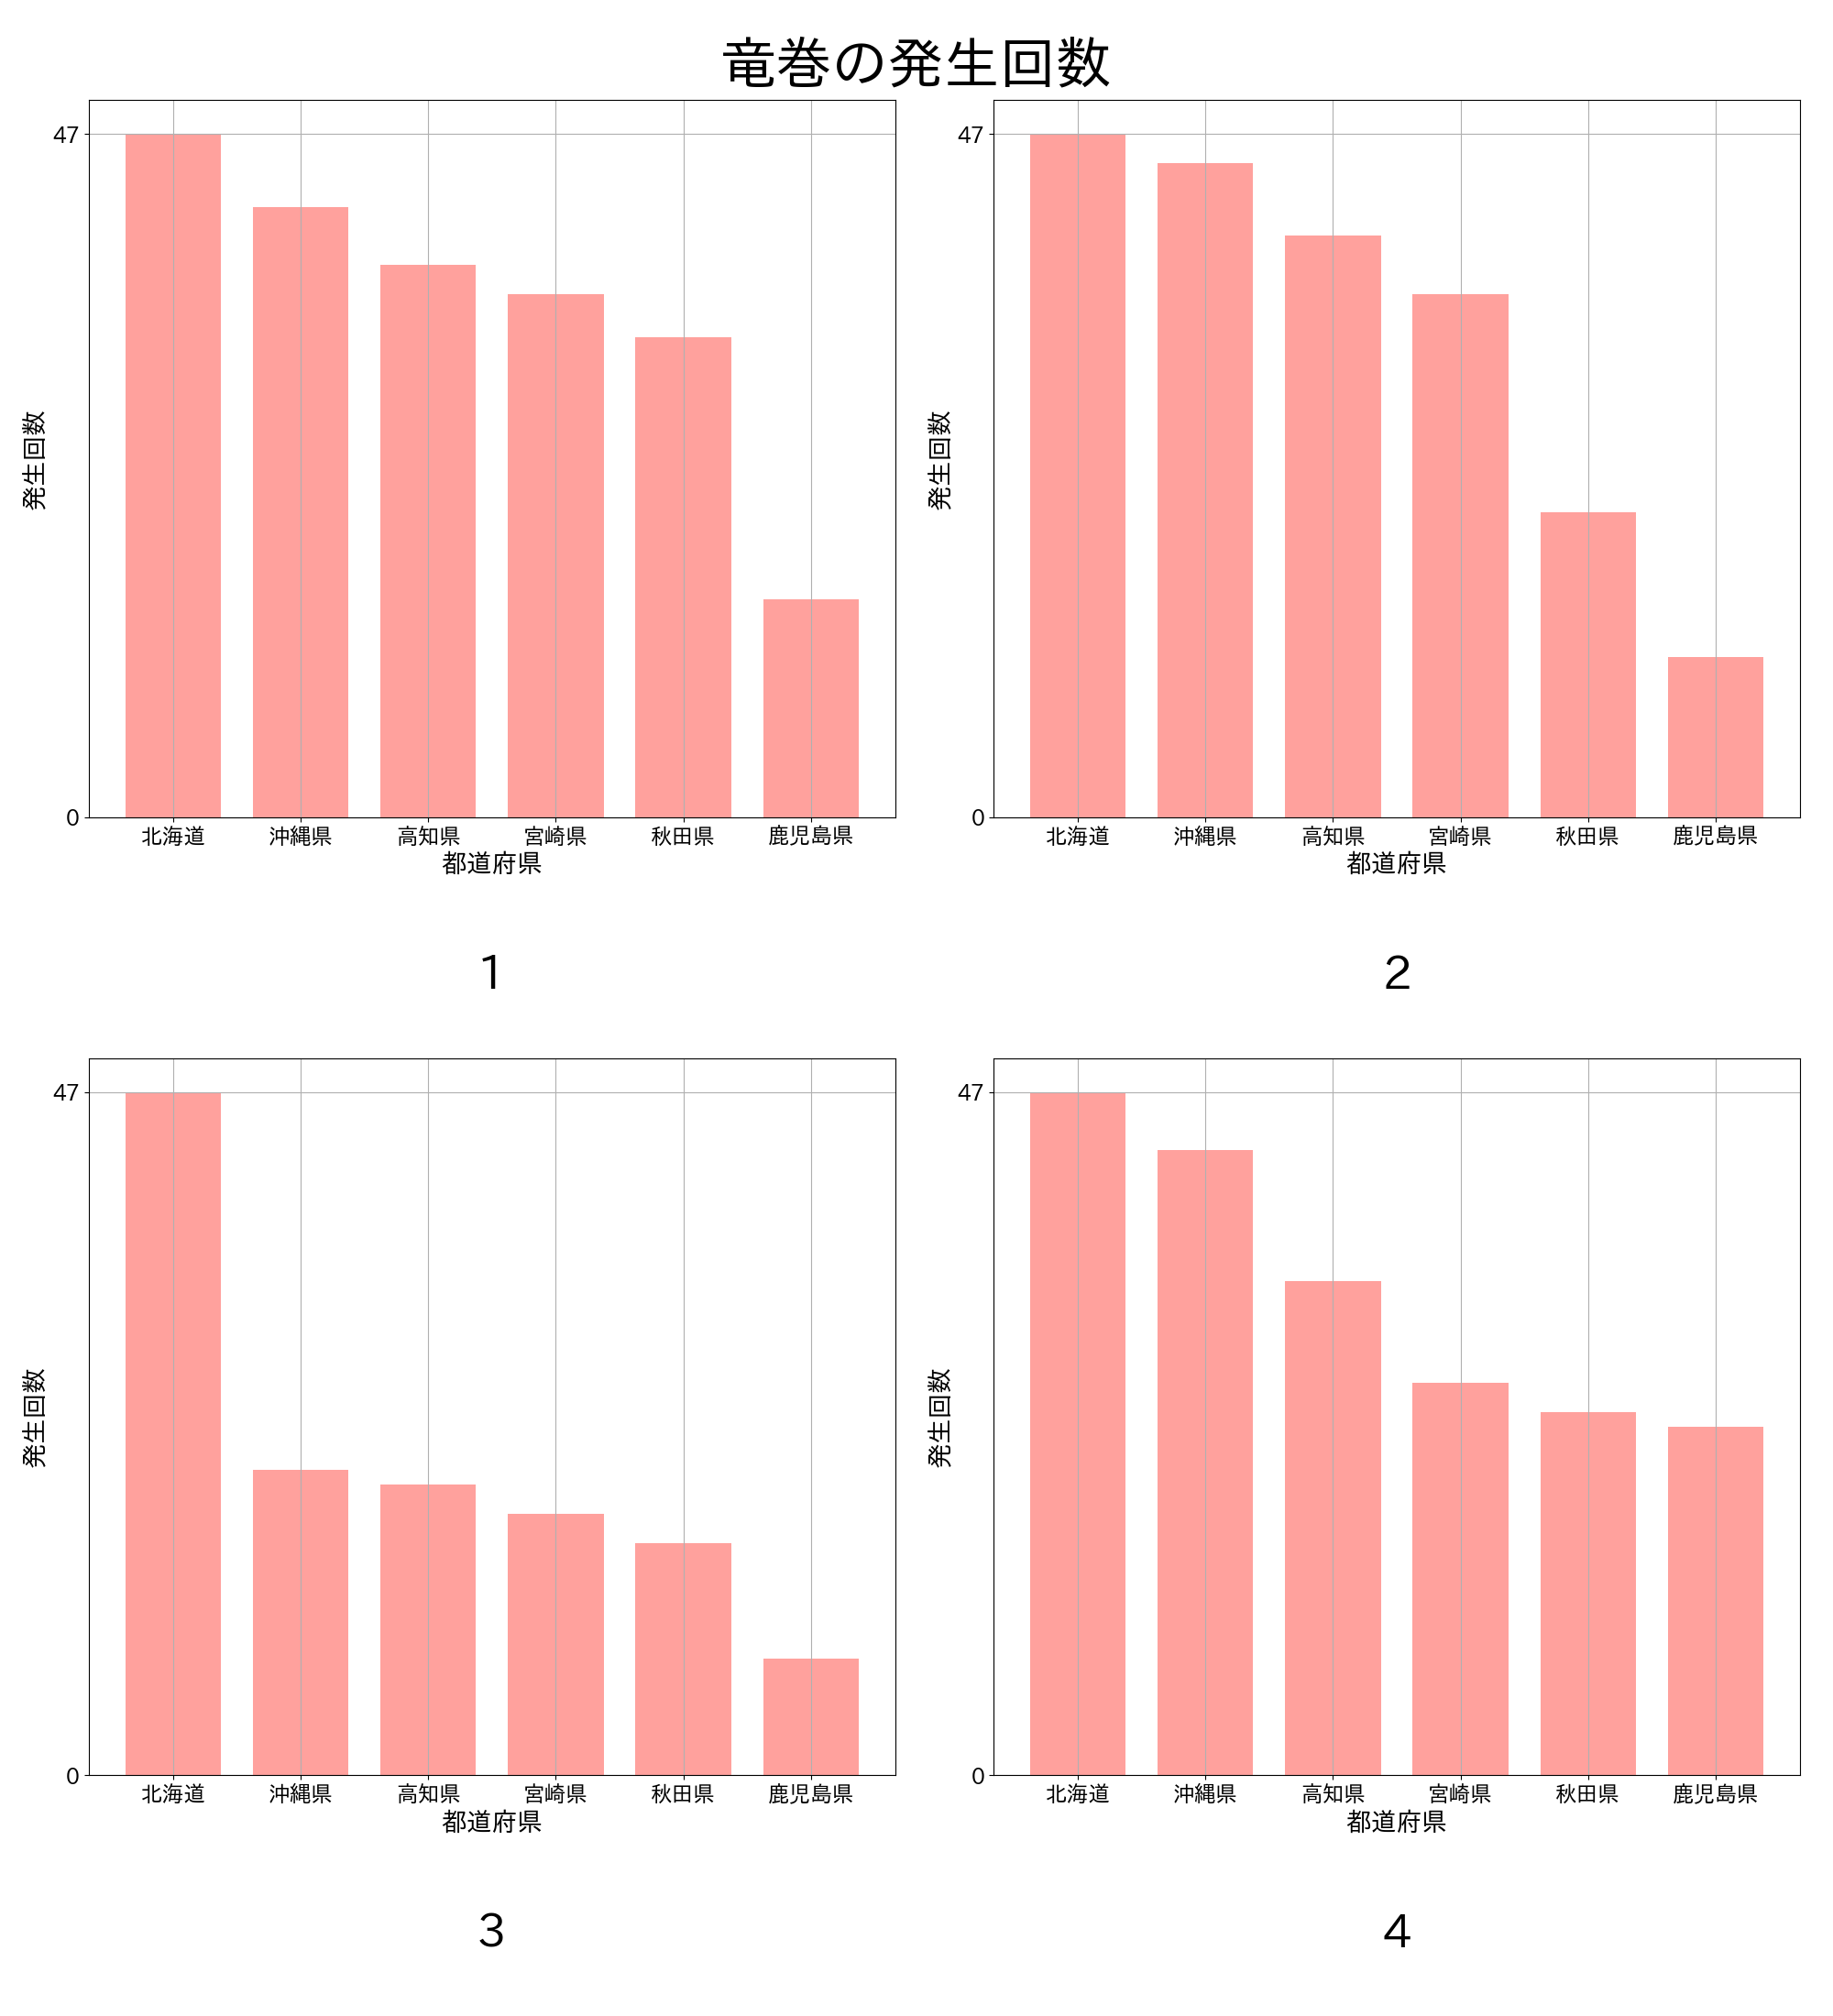 竜巻の発生回数
47
0
発生回数
北海道 沖縄県 高知県 宮崎県 秋田県 鹿児島県
都道府県
1
47
0
発生回数
北海道 沖縄県 高知県 宮崎県 秋田県 鹿児島県
都道府県
2
47
0
発生回数
北海道 沖縄県 高知県 宮崎県 秋田県 鹿児島県
都道府県
3
47
0
発生回数
北海道 沖縄県 高知県 宮崎県 秋田県 鹿児島県
都道府県
4